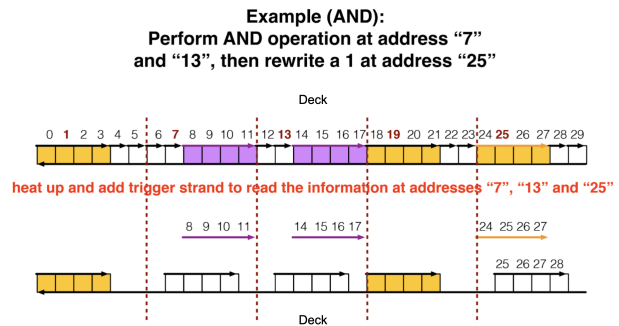 Example (AND):
Perform AND operation at address “7”
and “13”, then rewrite a 1 at address “25”
Deck
0 1 2 3 4 5 6 7 8 9 10 11 12 13 14 15 16 17 18 19 20 21 22 23 24 25 26 27 28 29
heat up and add trigger strand to read the information at addresses “7”, “13” and “25”
8 9 10 11 14 15 16 17 24 25 26 27
25 26 27 28
Deck